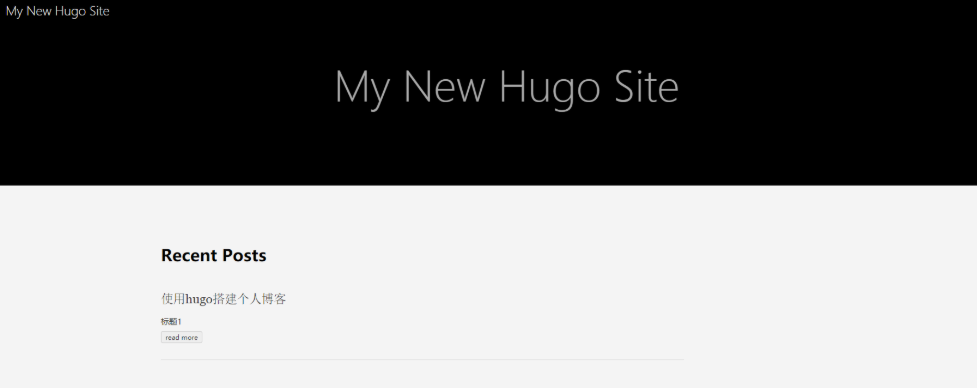 My New Hugo Site
My New Hugo Site
Recent Posts
使用hugo搭建个人博客
标题1
read more